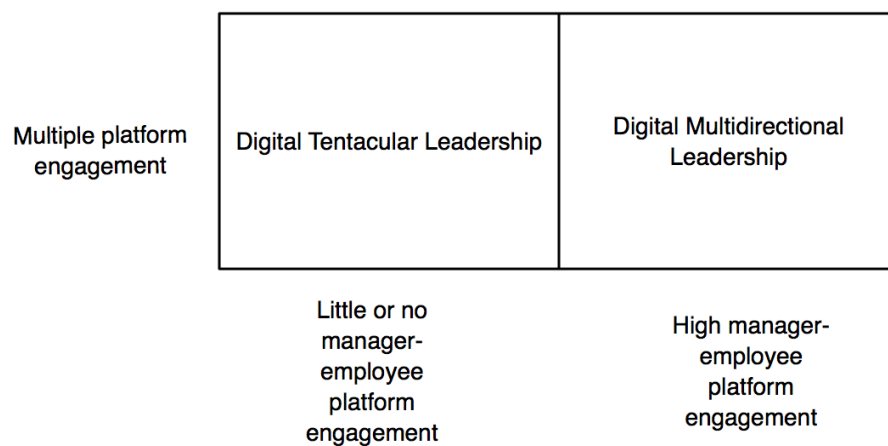 Multiple platform
engagement
Digital Tentacular Leadership
Digital Multidirectional
Leadership
Little or no
manager-
employee
platform
engagement
High manager-
employee
platform
engagement